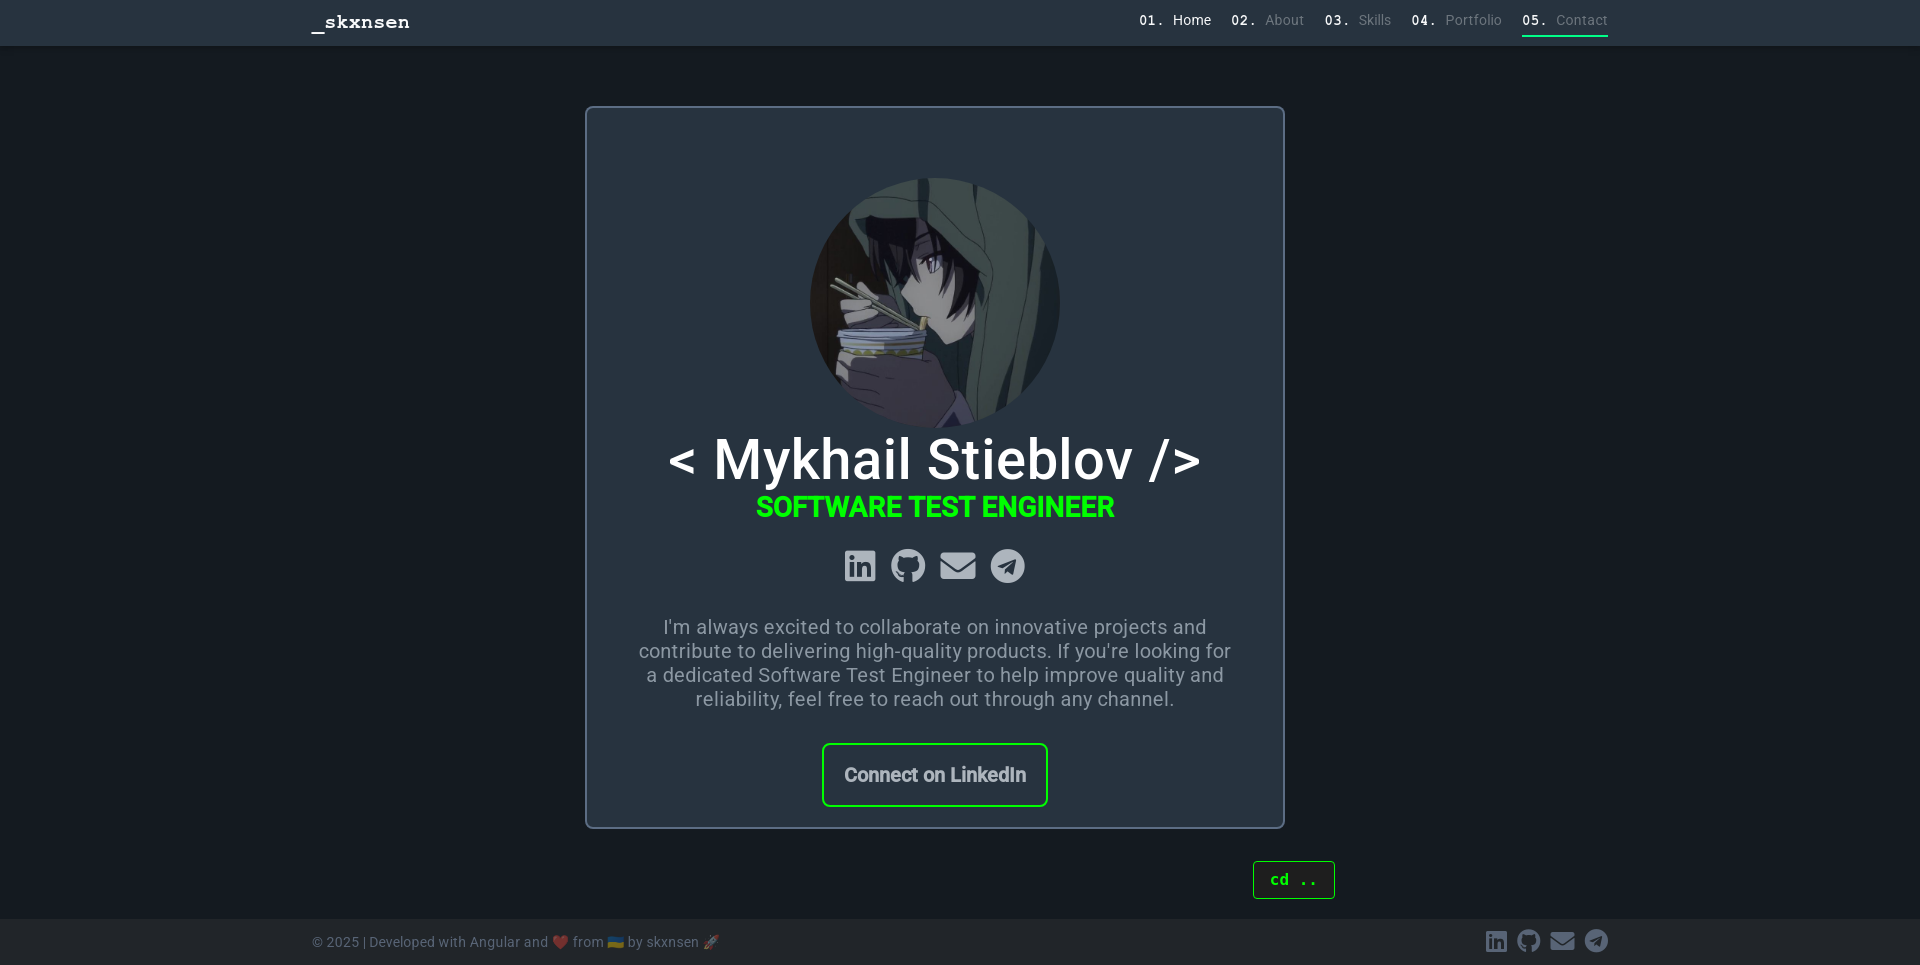 _skxnsen
01. Home 02. About 03. Skills 04. Portfolio 05. Contact
< Mykhail Stieblov />
SOFTWARE TEST ENGINEER
I'm always excited to collaborate on innovative projects and
contribute to delivering high-quality products. If you're looking for
a dedicated Software Test Engineer to help improve quality and
reliability, feel free to reach out through any channel.
Connect on LinkedIn
cd ..
© 2025 | Developed with Angular and ❤️ from 🇺🇦 by skxnsen 🚀